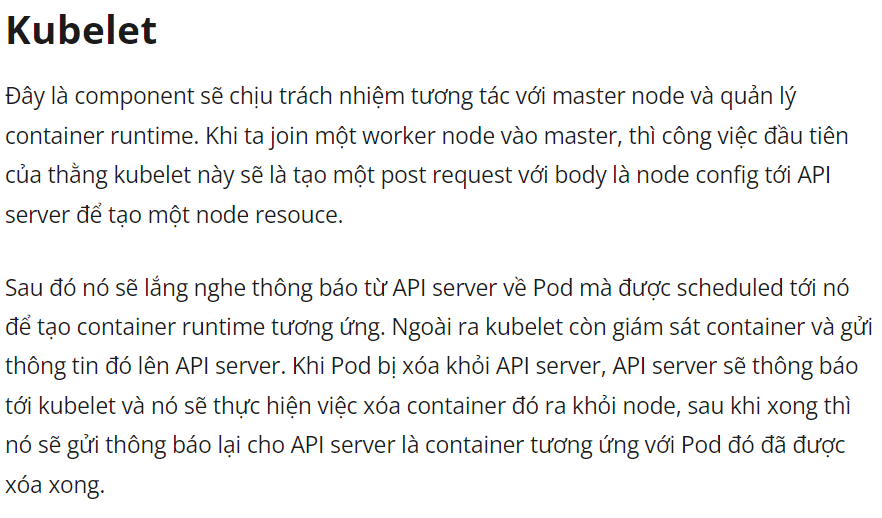 Kubelet
Đây là component sẽ chịu trách nhiệm tương tác với master node và quản lý
container runtime. Khi ta join một worker node vào master, thì công việc đầu tiên
của thằng kubelet này sẽ là tạo một post request với body là node config tới API
server để tạo một node resouce.
Sau đó nó sẽ lắng nghe thông báo từ API server về Pod mà được scheduled tới nó
để tạo container runtime tương ứng. Ngoài ra kubelet còn giám sát container và gửi
thông tin đó lên API server. Khi Pod bị xóa khỏi API server, API server sẽ thông báo
tới kubelet và nó sẽ thực hiện việc xóa container đó ra khỏi node, sau khi xong thì
nó sẽ gửi thông báo lại cho API server là container tương ứng với Pod đó đã được
xóa xong.